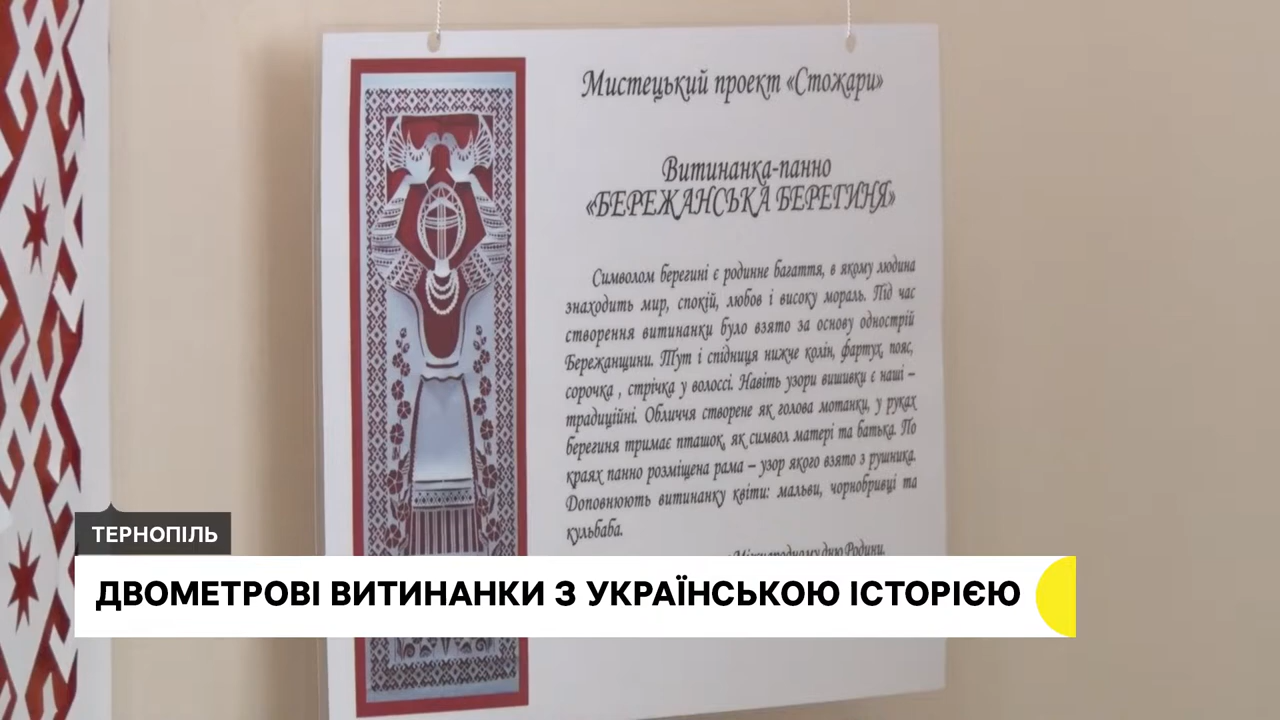 Мистецький проект «Стожари»
Витинанка-панно
«БЕРЕЖАНСЬКА БЕРЕГИНЯ»
Символом берегині є родинне багаття, в якому людина
знаходить мир, спокій, любов і високу мораль. Під час
створення витинанки було взято за основу однострій
Бережанщини. Тут і спідниця нижче колін, фартух, пояс,
сорочка , стрічка у волоссі. Навіть узори вишивки є наші –
традиційні. Обличчя створене як голова мотанки, у руках
берегиня тримає пташок, як символ матері та батька. По
краях панно розміщена рама – узор якого взято з рушника.
Доповнюють витинанку квіти: мальви, чорнобривці та
кульбаба.
Міжнародному дню Родини.
ТЕРНОПІЛЬ
ДВОМЕТРОВІ ВИТИНАНКИ З УКРАЇНСЬКОЮ ІСТОРІЄЮ